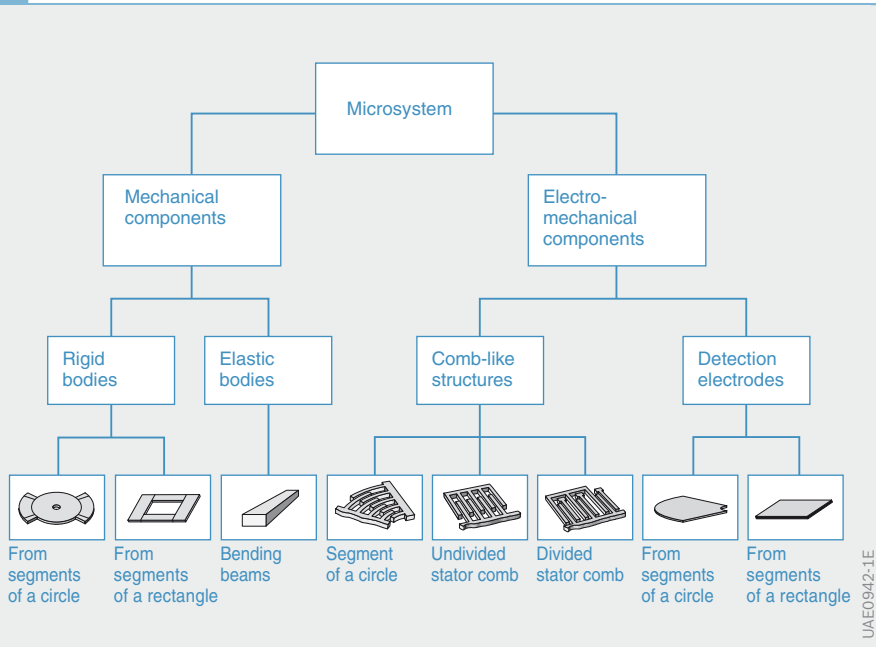 Microsystem
Mechanical
components
Electro-
mechanical
components
Rigid
bodies
Elastic
bodies
Comb-like
structures
Detection
electrodes
From
segments
of a circle
From
segments
of a rectangle
Bending
beams
Segment
of a circle
Undivided
stator comb
Divided
stator comb
From
segments
of a circle
From
segments
of a rectangle
UAE0942-1E